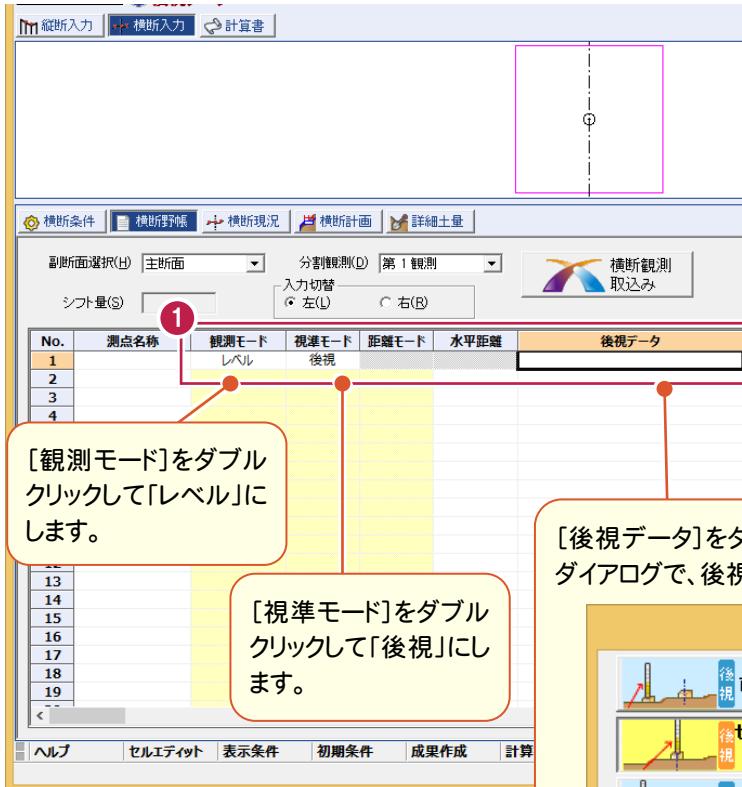 縦断入力 横断入力 計算書
横断条件 横断野帳 横断現況 横断計画 詳細土量
副断面選択(H) 主断面 分割観測(D) 第 1 観測 横断観測
取込み
入力切替
シフト量(S) 左(L) 右(R)
1
No. 測点名称 観測モード 視準モード 距離モード 水平距離 後視データ
1 レベル 後視
2
3
4
[観測モード]をダブル
クリックして「レベル」に
します。
[後視データ]をダ
ダイアログで、後視
13
14
15
16
17
18
19
[視準モード]をダブル
クリックして「後視」にし
ます。
後視
後視
ヘルプ セルエディット 表示条件 初期条件 成果作成 計算